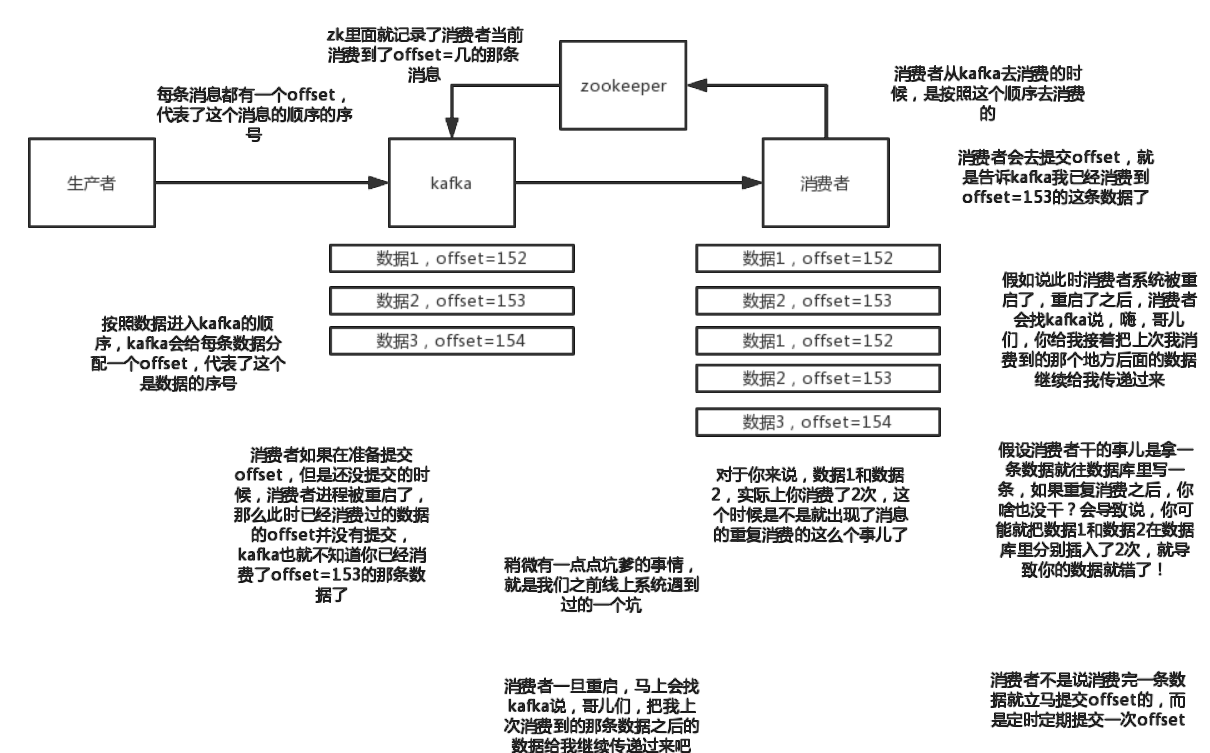 zk里面就记录了消费者当前
消费到了offset=几的那条
消息
zookeeper
消费者从kafka去消费的时
候，是按照这个顺序去消费
的
每条消息都有一个offset，
代表了这个消息的顺序的序
号
生产者
kafka
消费者
消费者会去提交offset，就
是告诉kafka我已经消费到
offset=153的这条数据了
数据1，offset=152
数据2，offset=153
数据3，offset=154
数据1，offset=152
数据2，offset=153
数据1，offset=152
数据2，offset=153
数据3，offset=154
假如说此时消费者系统被重
启了，重启了之后，消费者
会找kafka说，嗨，哥儿
们，你给我接着把上次我消
费到的那个地方后面的数据
继续给我传递过来
按照数据进入kafka的顺
序，kafka会给每条数据分
配一个offset，代表了这个
是数据的序号
消费者如果在准备提交
offset，但是还没提交的时
候，消费者进程被重启了，
那么此时已经消费过的数据
的offset并没有提交，
kafka也就不知道你已经消
费了offset=153的那条数
据了
对于你来说，数据1和数据
2，实际上你消费了2次，这
个时候是不是就出现了消息
的重复消费的这么个事儿了
假设消费者干的事儿是拿一
条数据就往数据库里写一
条，如果重复消费之后，你
啥也没干？会导致说，你可
能就把数据1和数据2在数据
库里分别插入了2次，就导
致你的数据就错了！
稍微有一点点坑爹的事情，
就是我们之前线上系统遇到
过的一个坑
消费者一旦重启，马上会找
kafka说，哥儿们，把我上
次消费到的那条数据之后的
数据给我继续传递过来吧
消费者不是说消费完一条数
据就立马提交offset的，而
是定时定期提交一次offset